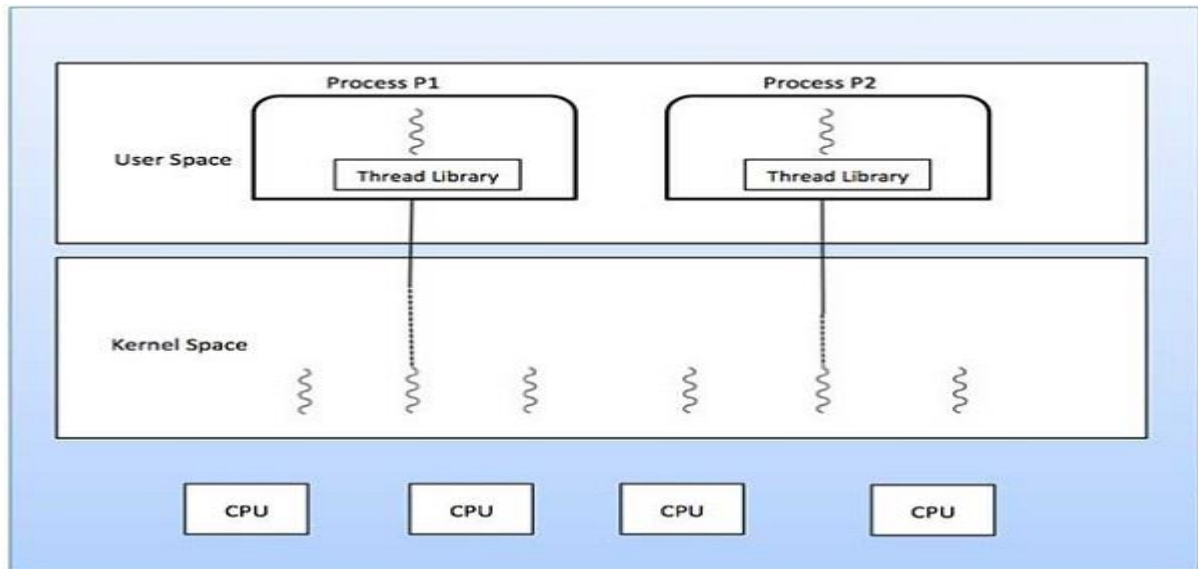 Process P1
Process P2
User Space
Thread Library
Thread Library
Kernel Space
CPU
CPU
CPU
CPU